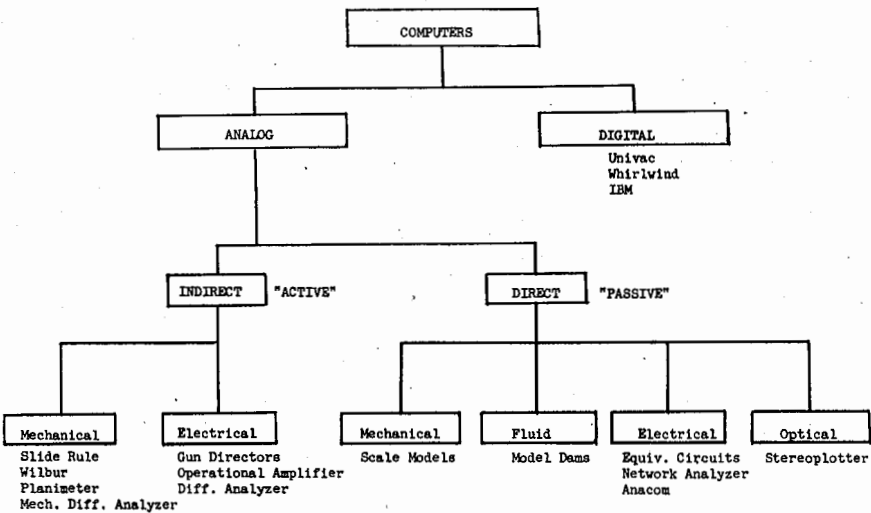 COMPUTERS
ANALOG
DIGITAL
Univac
Whirlwind
IBM
INDIRECT "ACTIVE"
DIRECT "PASSIVE"
Mechanical
Slide Rule
Wilbur
Planimeter
Mech. Diff. Analyzer
Electrical
Gun Directors
Operational Amplifier
Diff. Analyzer
Mechanical
Scale Models
Fluid
Model Dams
Electrical
Equiv. Circuits
Network Analyzer
Anacom
Optical
Stereoplotter